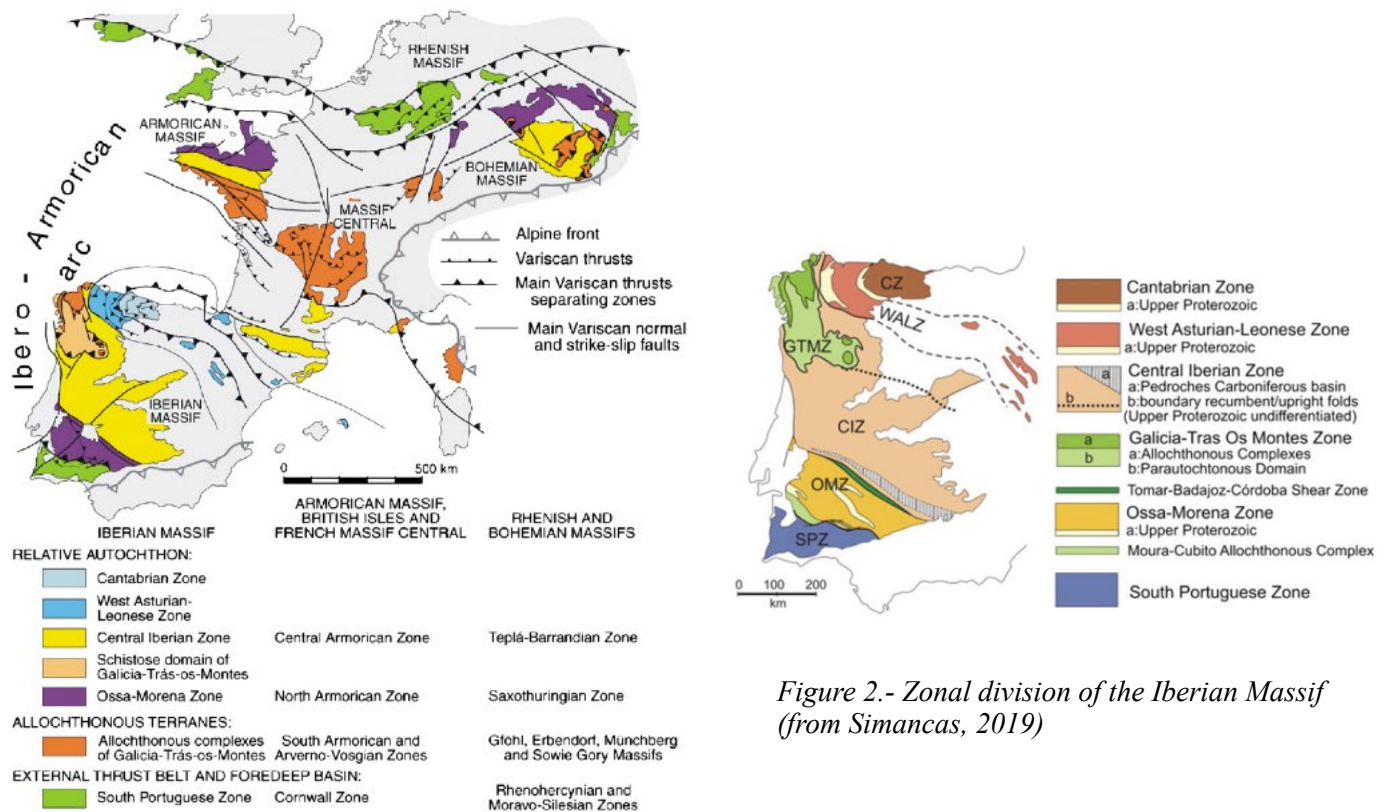 RHENISH
MASSIF
ARMORICAN
MASSIF
BOHEMIAN
MASSIF
MASSIF
CENTRAL
Ibero - Armorican
arc
IBERIAN
MASSIF
Alpine front
Variscan thrusts
Main Variscan thrusts
separating zones
Main Variscan normal
and strike-slip faults
0 500 km
IBERIAN MASSIF
ARMORICAN MASSIF,
BRITISH ISLES AND
FRENCH MASSIF CENTRAL
RHENISH AND
BOHEMIAN MASSIFS
RELATIVE AUTOCHTHON:
Cantabrian Zone
West Asturian-
Leonese Zone
Central Iberian Zone Central Armorican Zone Teplá-Barrandian Zone
Schistose domain of
Galicia-Trás-os-Montes
Ossa-Morena Zone North Armorican Zone Saxothuringian Zone
ALLOCHTHONOUS TERRANES:
Allochthonous complexes
of Galicia-Trás-os-Montes
South Armorican and
Arverno-Vosgian Zones
Gföhl, Erbendorf, Münchberg
and Sowie Gory Massifs
EXTERNAL THRUST BELT AND FOREDEEP BASIN:
South Portuguese Zone Cornwall Zone
Rhenohercynian and
Moravo-Silesian Zones
CZ
WALZ
GTMZ
CIZ
OMZ
SPZ
0 100 200
km
Cantabrian Zone
a:Upper Proterozoic
West Asturian-Leonese Zone
a:Upper Proterozoic
a
b
Central Iberian Zone
a:Pedroches Carboniferous basin
b:boundary recumbent/upright folds
(Upper Proterozoic undifferentiated)
a
b
Galicia-Tras Os Montes Zone
a:Allochthonous Complexes
b:Parautochtonous Domain
Tomar-Badajoz-Córdoba Shear Zone
Ossa-Morena Zone
a:Upper Proterozoic
Moura-Cubito Allochthonous Complex
South Portuguese Zone
Figure 2.- Zonal division of the Iberian Massif
(from Simancas, 2019)